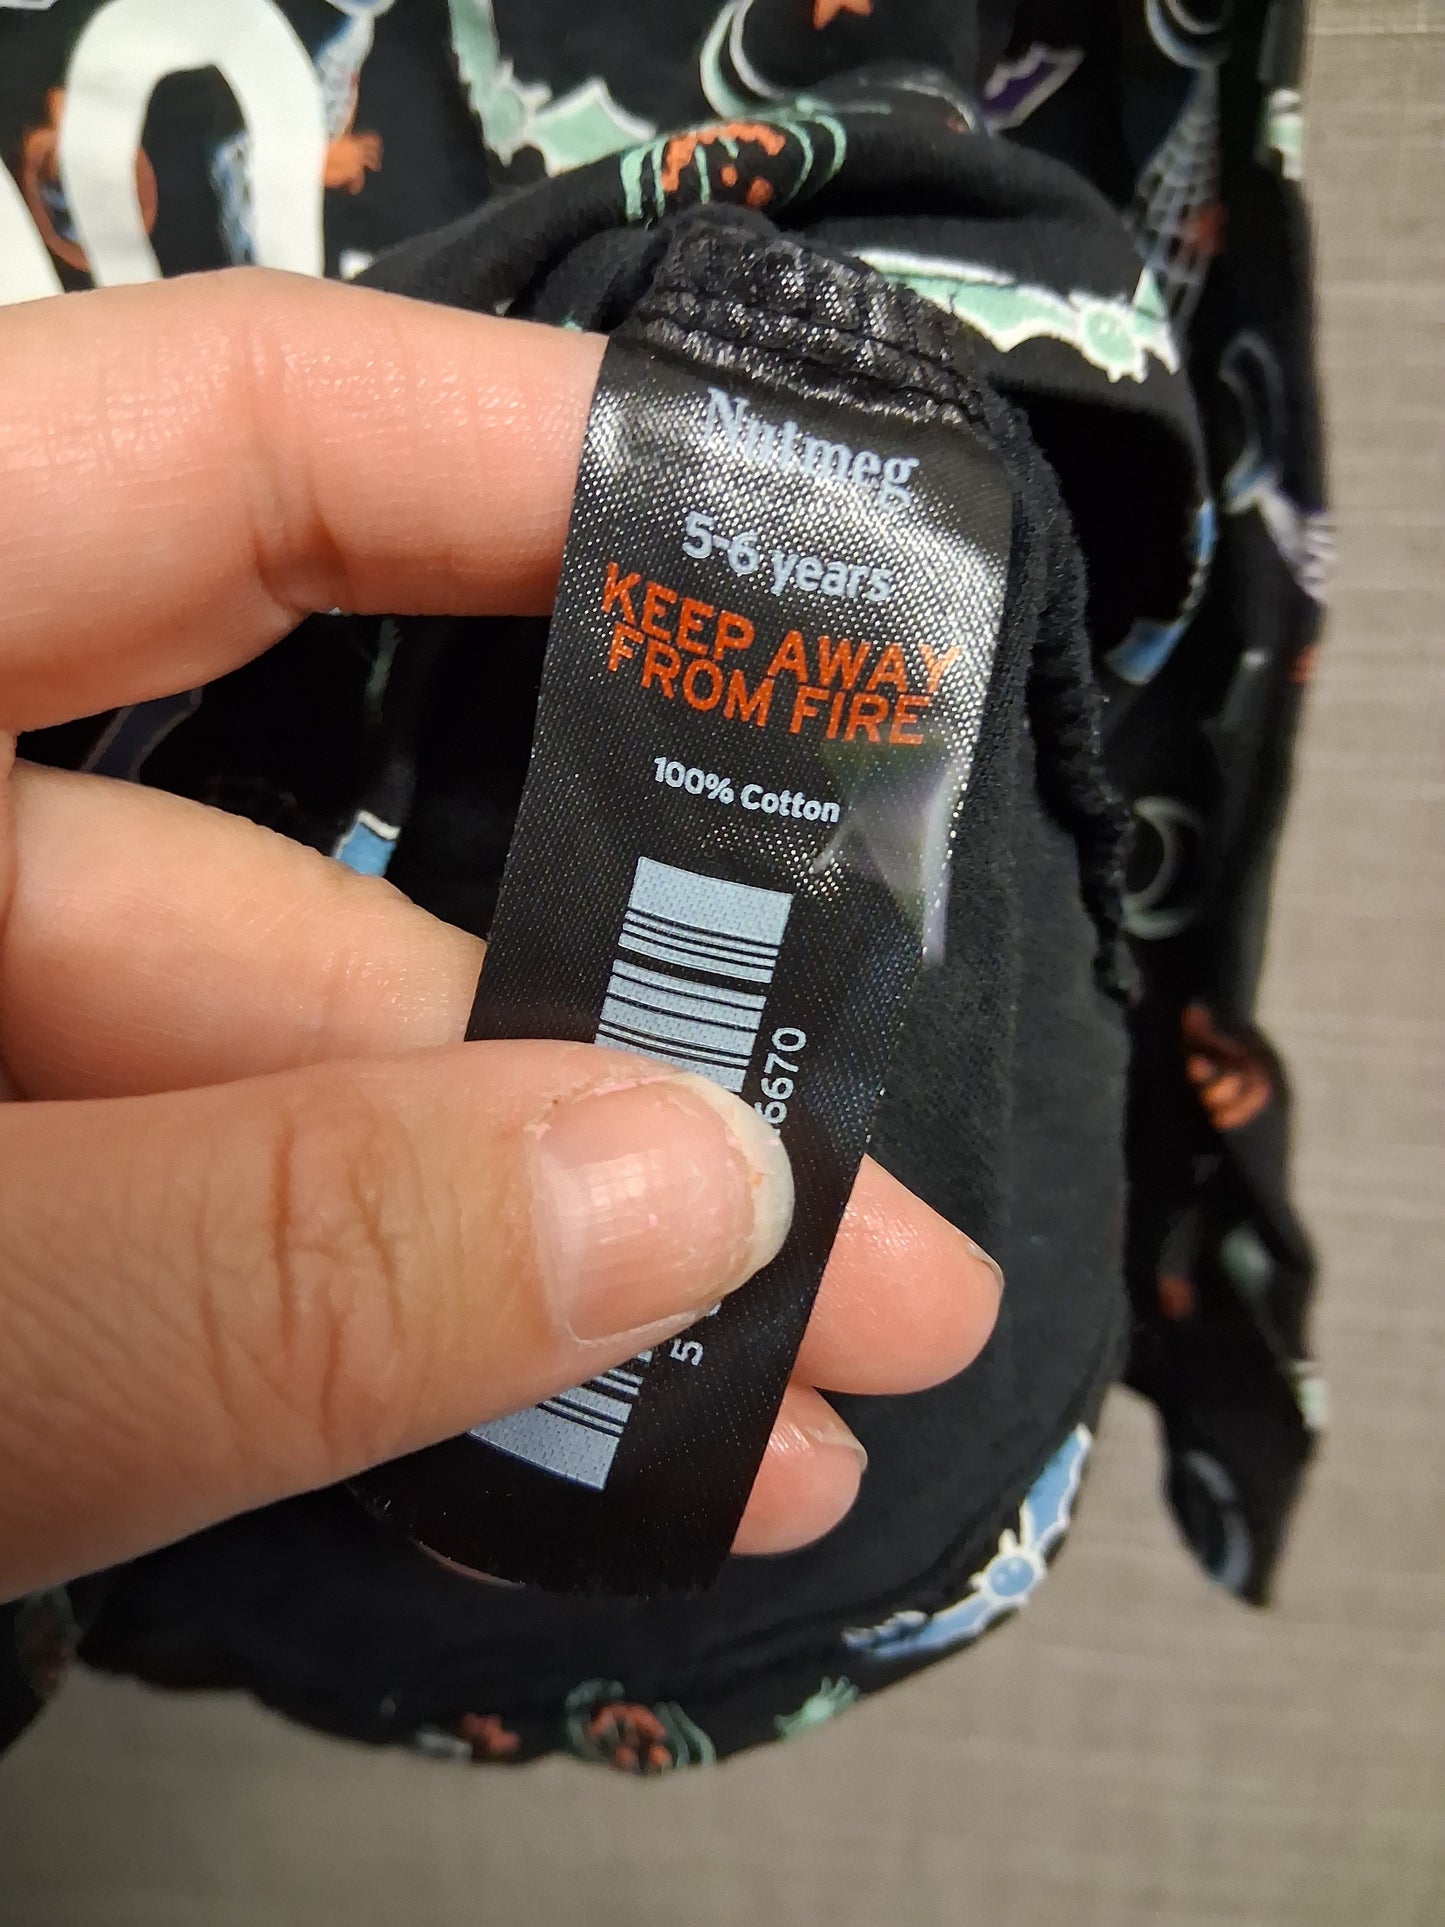 Nutmeg
5-6 years
KEEP AWAY
FROM FIRE
100% Cotton
5
6670